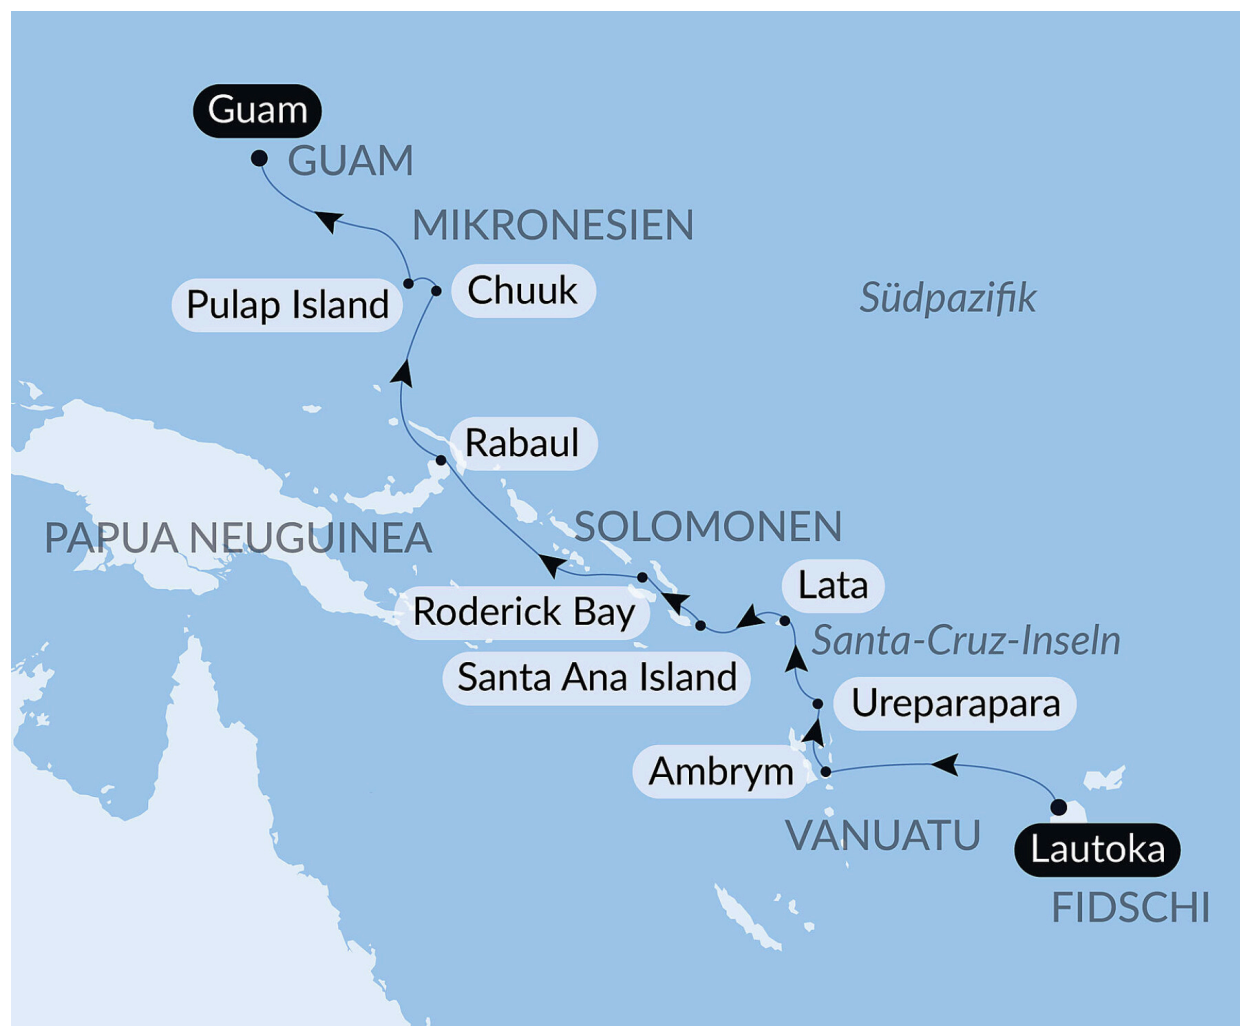 Guam
GUAM
MIKRONESIEN
Pulap Island
Chuuk
Südpazifik
Rabaul
PAPUA NEUGUINEA
SOLOMONEN
Lata
Roderick Bay
Santa-Cruz-Inseln
Santa Ana Island
Ureparapara
Ambrym
VANUATU
Lautoka
FIDSCHI